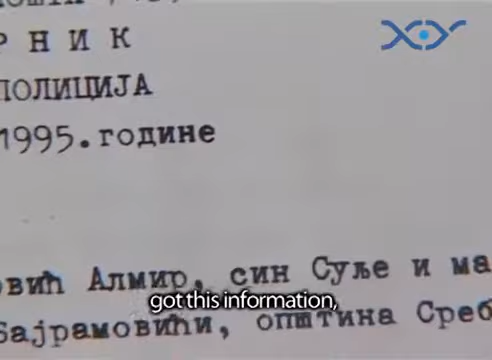 Р Н И К
ПОЛИЦИЈА
1995.године
овић Алмир, син Суље и ма
got this information,
Бајрамовићи, општина Среб